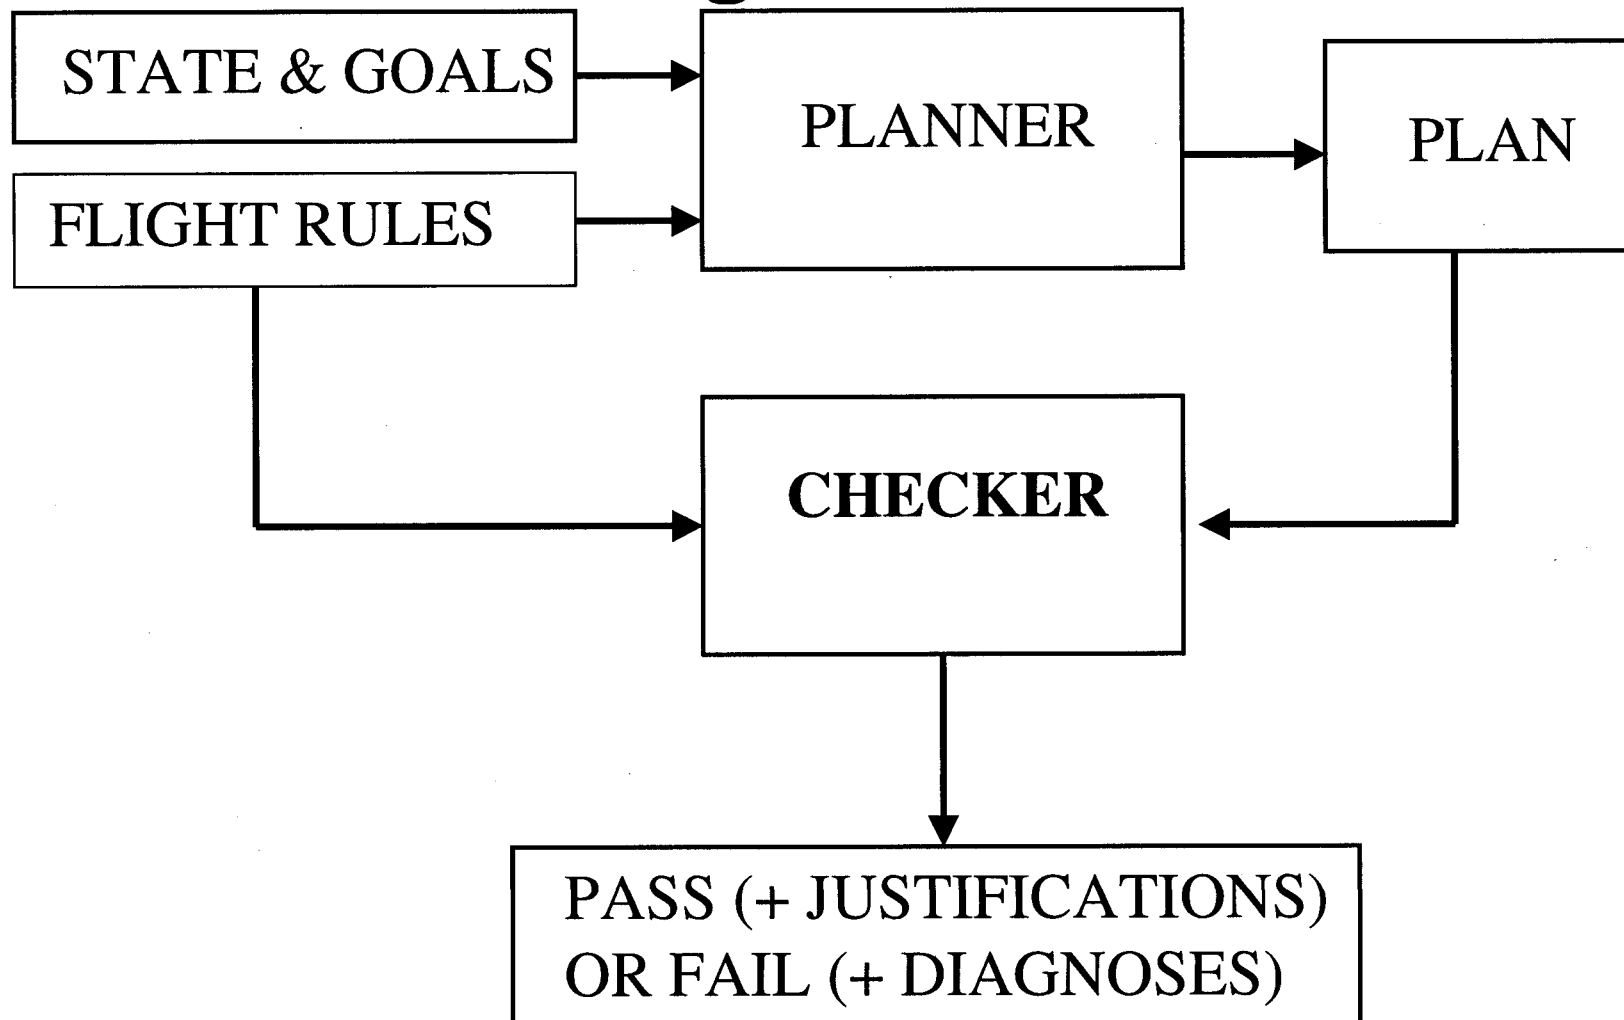 STATE & GOALS
PLANNER
PLAN
FLIGHT RULES
CHECKER
PASS (+ JUSTIFICATIONS)
OR FAIL (+ DIAGNOSES)